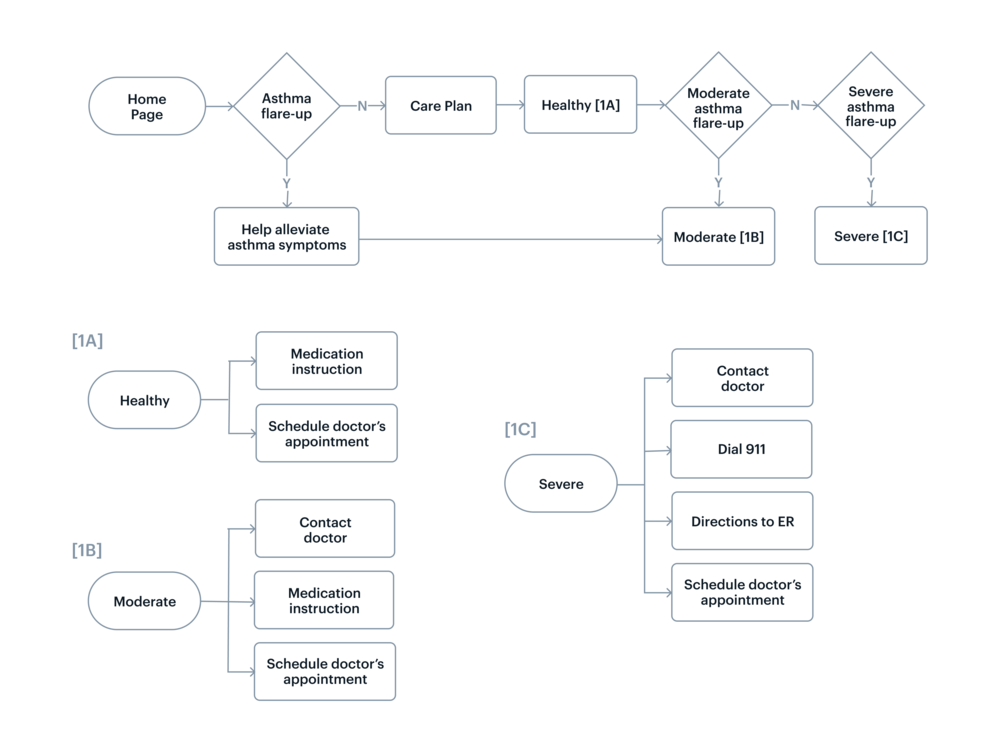 Home
Page
Asthma
flare-up
N
Care Plan
Healthy [1A]
Moderate
asthma
flare-up
N
Severe
asthma
flare-up
Y
Y
Y
Help alleviate
asthma symptoms
Moderate [1B]
Severe [1C]
[1A]
Healthy
Medication
instruction
Schedule doctor’s
appointment
[1B]
Moderate
Contact
doctor
Medication
instruction
Schedule doctor’s
appointment
[1C]
Severe
Contact
doctor
Dial 911
Directions to ER
Schedule doctor’s
appointment